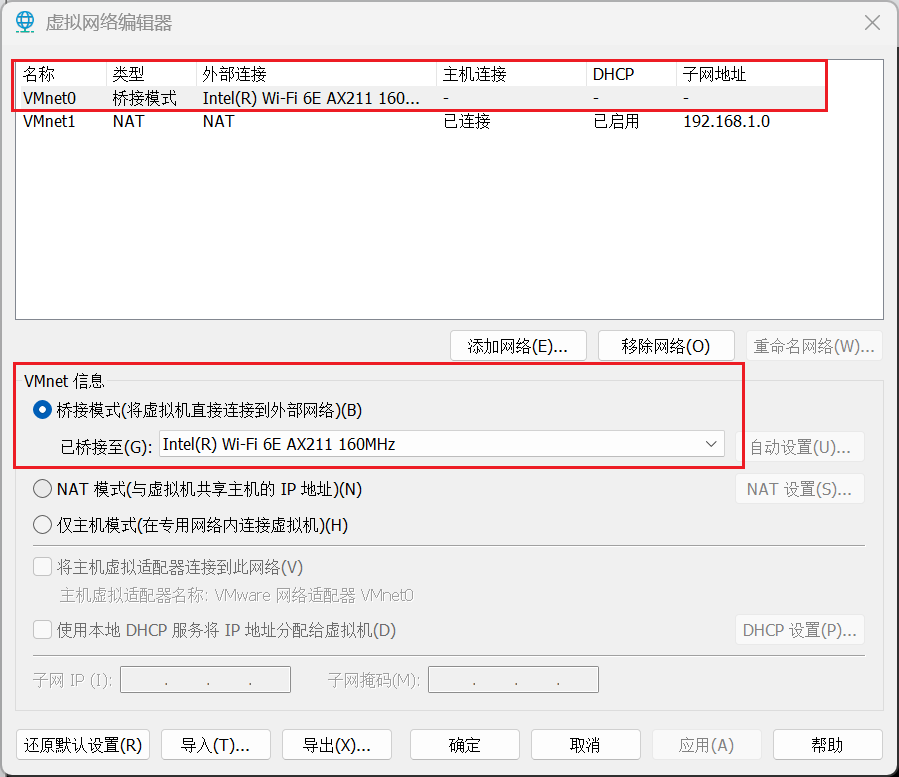 虚拟网络编辑器
名称 类型 外部连接 主机连接 DHCP 子网地址
VMnet0 桥接模式 Intel(R) Wi-Fi 6E AX211 160... - - -
VMnet1 NAT NAT 已连接 已启用 192.168.1.0
添加网络(E)... 移除网络(O) 重命名网络(W)...
VMnet 信息
桥接模式(将虚拟机直接连接到外部网络)(B)
已桥接至(G): Intel(R) Wi-Fi 6E AX211 160MHz 自动设置(U)...
NAT 模式(与虚拟机共享主机的 IP 地址)(N) NAT 设置(S)...
仅主机模式(在专用网络内连接虚拟机)(H)
将主机虚拟适配器连接到此网络(V)
主机虚拟适配器名称: VMware 网络适配器 VMnet0
使用本地 DHCP 服务将 IP 地址分配给虚拟机(D) DHCP 设置(P)...
子网 IP (I): . . . 子网掩码(M): . . .
还原默认设置(R) 导入(T)... 导出(X)... 确定 取消 应用(A) 帮助